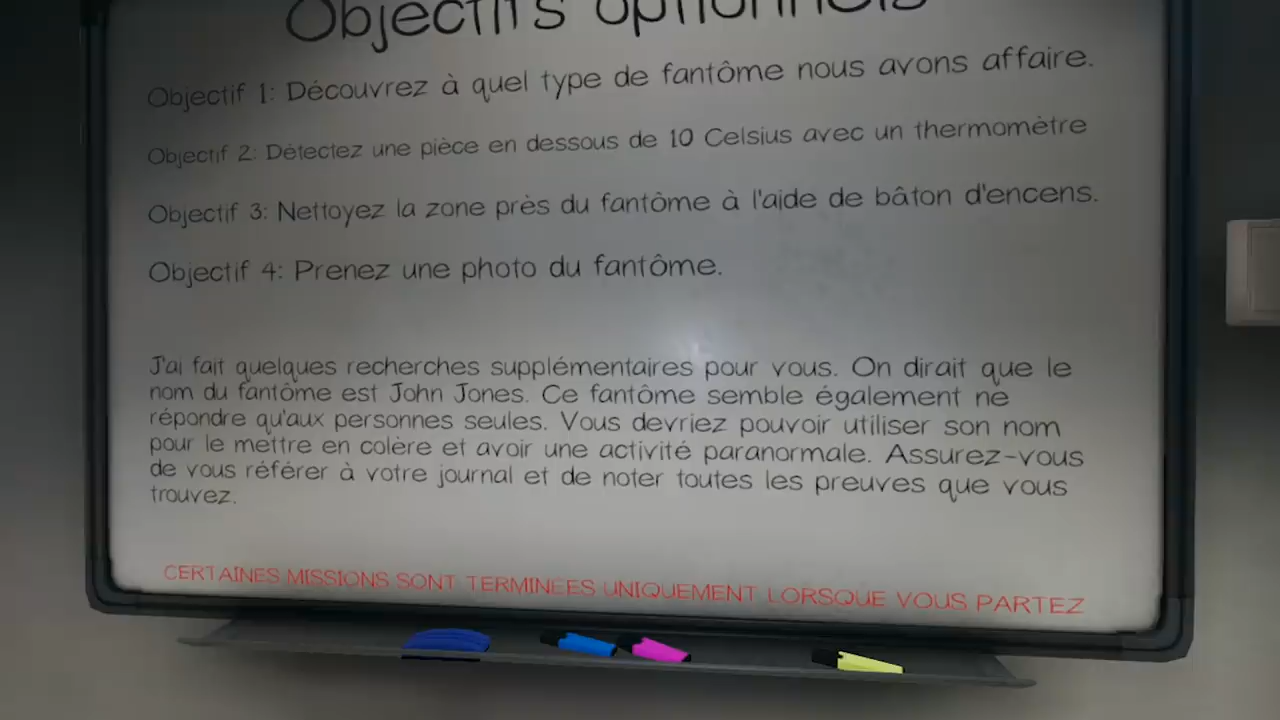 Objectifs optionnels
Objectif 1: Découvrez à quel type de fantôme nous avons affaire.
Objectif 2: Détectez une pièce en dessous de 10 Celsius avec un thermomètre
Objectif 3: Nettoyez la zone près du fantôme à l'aide de bâton d'encens.
Objectif 4: Prenez une photo du fantôme.
J'ai fait quelques recherches supplémentaires pour vous. On dirait que le
nom du fantôme est John Jones. Ce fantôme semble également ne
répondre qu'aux personnes seules. Vous devriez pouvoir utiliser son nom
pour le mettre en colère et avoir une activité paranormale. Assurez-vous
de vous référer à votre journal et de noter toutes les preuves que vous
trouvez.
CERTAINES MISSIONS SONT TERMINÉES UNIQUEMENT LORSQUE VOUS PARTEZ